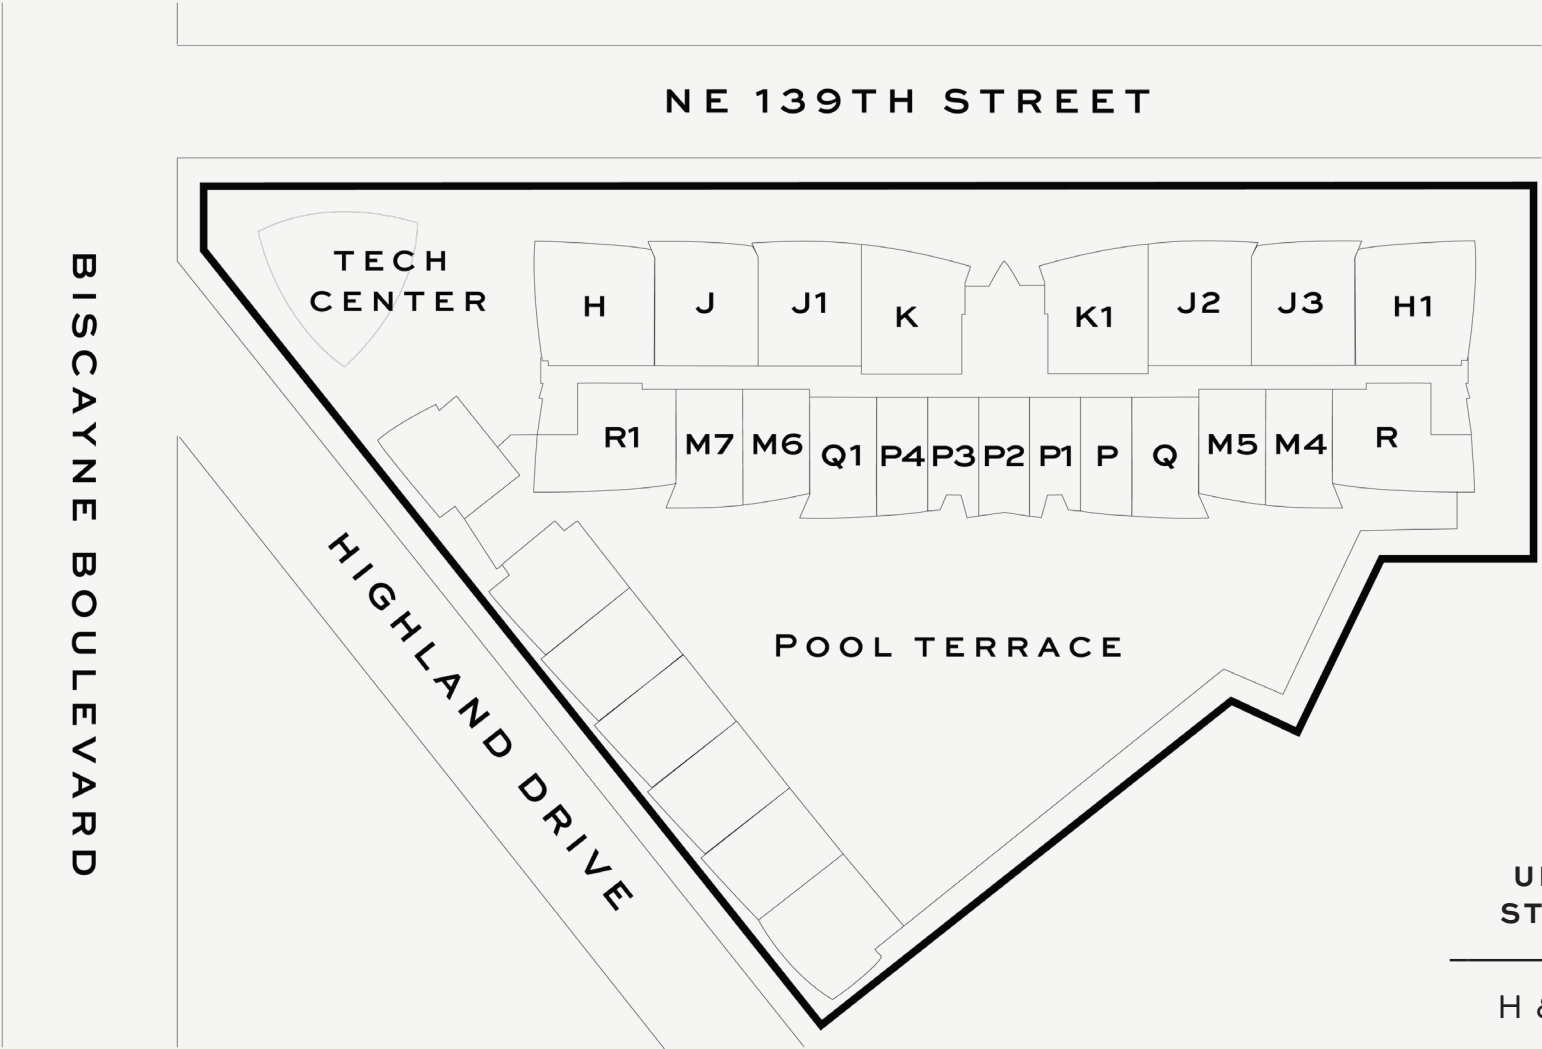 NE 139TH STREET
BISCAYNE BOULEVARD
TECH
CENTER
H J J1 K K1 J2 J3 H1
R1 M7 M6 Q1 P4 P3 P2 P1 P Q M5 M4 R
HIGHLAND DRIVE
POOL TERRACE
ST
H